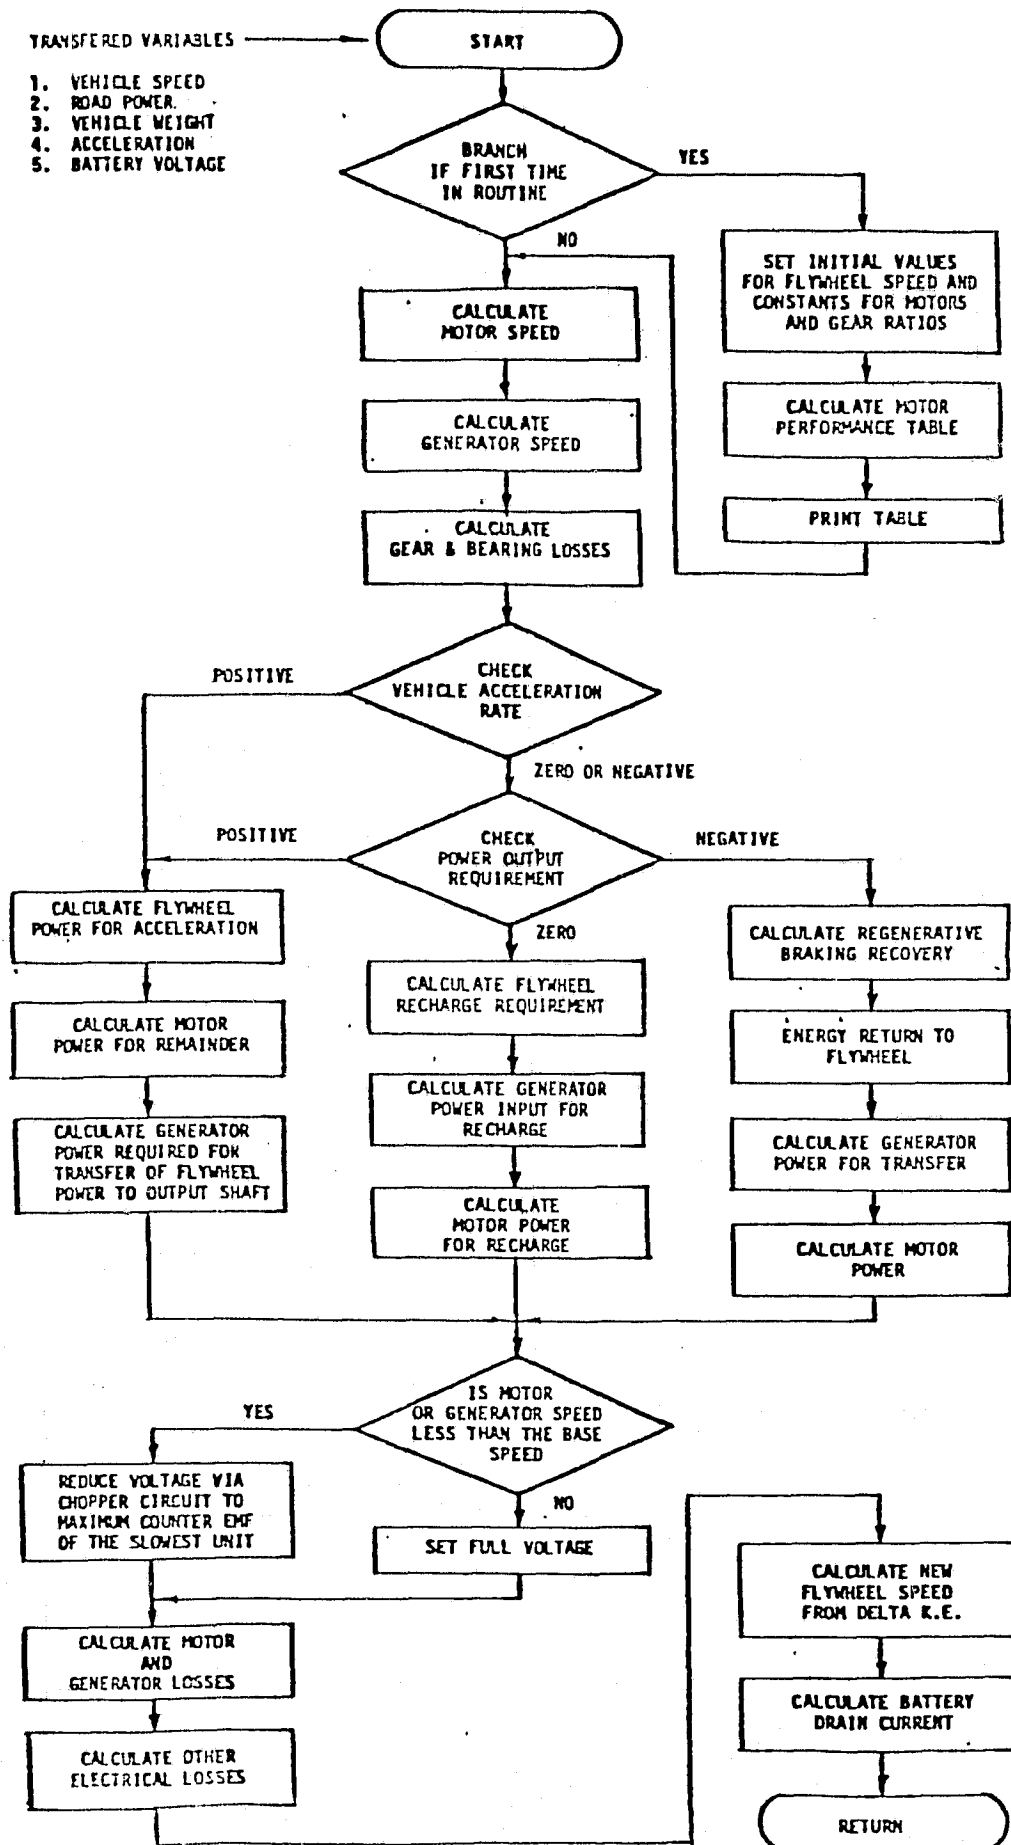 TRANSFERED VARIABLES
1. VEHICLE SPEED
2. ROAD POWER.
3. VEHICLE WEIGHT
4. ACCELERATION
5. BATTERY VOLTAGE
START
BRANCH
IF FIRST TIME
IN ROUTINE
YES
NO
SET INITIAL VALUES
FOR FLYWHEEL SPEED AND
CONSTANTS FOR MOTORS
AND GEAR RATIOS
CALCULATE MOTOR
PERFORMANCE TABLE
PRINT TABLE
CALCULATE
MOTOR SPEED
CALCULATE
GENERATOR SPEED
CALCULATE
GEAR & BEARING LOSSES
CHECK
VEHICLE ACCELERATION
RATE
POSITIVE
ZERO OR NEGATIVE
CHECK
POWER OUTPUT
REQUIREMENT
POSITIVE
NEGATIVE
ZERO
CALCULATE FLYWHEEL
POWER FOR ACCELERATION
CALCULATE MOTOR
POWER FOR REMAINDER
CALCULATE GENERATOR
POWER REQUIRED FOR
TRANSFER OF FLYWHEEL
POWER TO OUTPUT SHAFT
CALCULATE FLYWHEEL
RECHARGE REQUIREMENT
CALCULATE GENERATOR
POWER INPUT FOR
RECHARGE
CALCULATE
MOTOR POWER
FOR RECHARGE
CALCULATE REGENERATIVE
BRAKING RECOVERY
ENERGY RETURN TO
FLYWHEEL
CALCULATE GENERATOR
POWER FOR TRANSFER
CALCULATE MOTOR
POWER
IS MOTOR
OR GENERATOR SPEED
LESS THAN THE BASE
SPEED
YES
NO
REDUCE VOLTAGE VIA
CHOPPER CIRCUIT TO
MAXIMUM COUNTER EMF
OF THE SLOWEST UNIT
SET FULL VOLTAGE
CALCULATE MOTOR
AND
GENERATOR LOSSES
CALCULATE OTHER
ELECTRICAL LOSSES
CALCULATE NEW
FLYWHEEL SPEED
FROM DELTA K.E.
CALCULATE BATTERY
DRAIN CURRENT
RETURN